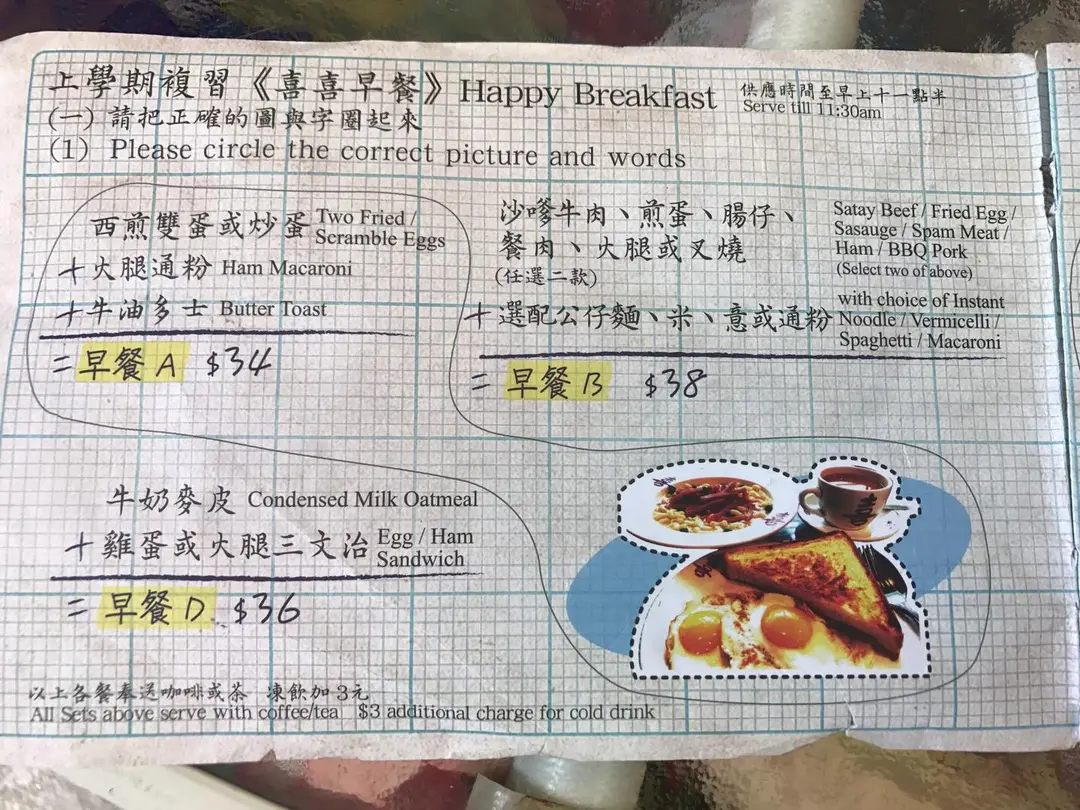 上學期複習《喜喜早餐》Happy Breakfast
供應時間至早上十一點半
Serve till 11:30am
(一) 請把正確的圖與字圈起來
(1) Please circle the correct picture and words
西煎雙蛋或炒蛋 Two Fried /
Scramble Eggs
+火腿通粉 Ham Macaroni
+牛油多士 Butter Toast
=早餐A $34
沙嗲牛肉、煎蛋、腸仔、
餐肉、火腿或叉燒
(任選二款)
Satay Beef / Fried Egg /
Sasauge / Spam Meat /
Ham / BBQ Pork
(Select two of above)
+選配公仔麵、米、意或通粉
with choice of Instant
Noodle / Vermicelli /
Spaghetti / Macaroni
=早餐B $38
牛奶麥皮 Condensed Milk Oatmeal
+雞蛋或火腿三文治 Egg / Ham
Sandwich
=早餐D $36
喜
以上各餐奉送咖啡或茶 凍飲加3元
All Sets above serve with coffee/tea $3 additional charge for cold drink